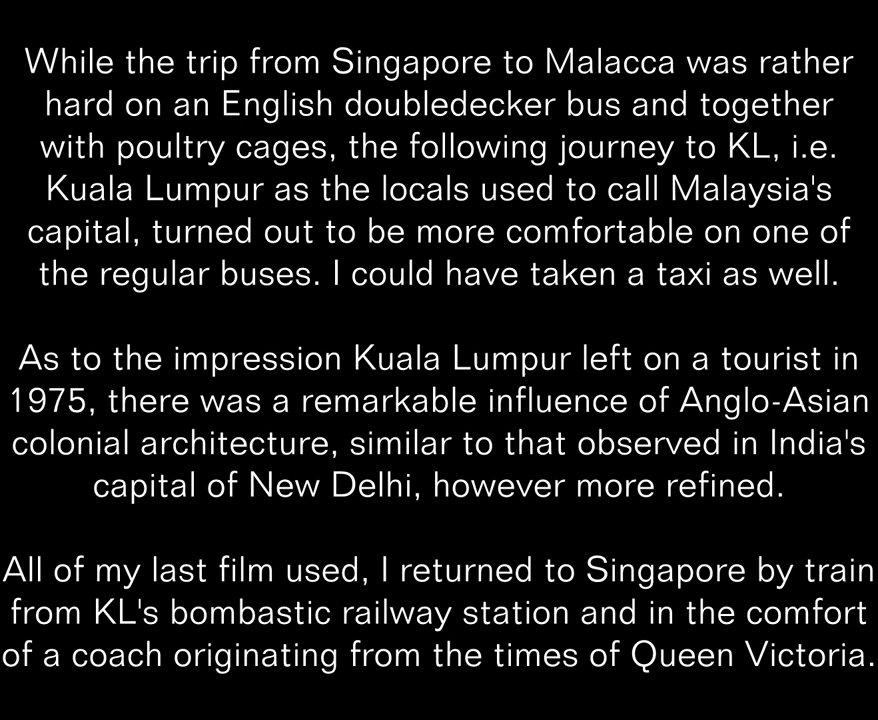 While the trip from Singapore to Malacca was rather
hard on an English doubledecker bus and together
with poultry cages, the following journey to KL, i.e.
Kuala Lumpur as the locals used to call Malaysia's
capital, turned out to be more comfortable on one of
the regular buses. I could have taken a taxi as well.
As to the impression Kuala Lumpur left on a tourist in
1975, there was a remarkable influence of Anglo-Asian
colonial architecture, similar to that observed in India's
capital of New Delhi, however more refined.
All of my last film used, I returned to Singapore by train
from KL's bombastic railway station and in the comfort
of a coach originating from the times of Queen Victoria.